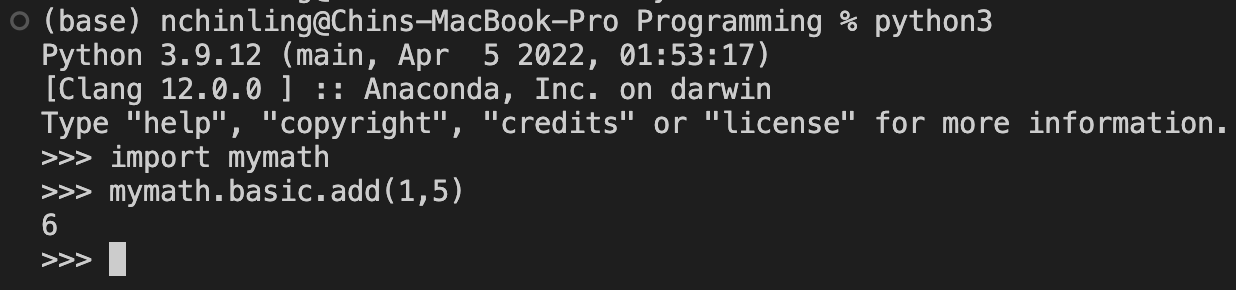 (base) nchinling@Chins-MacBook-Pro Programming % python3
Python 3.9.12 (main, Apr  5 2022, 01:53:17)
[Clang 12.0.0 ] :: Anaconda, Inc. on darwin
Type "help", "copyright", "credits" or "license" for more information.
>>> import mymath
>>> mymath.basic.add(1,5)
6
>>>